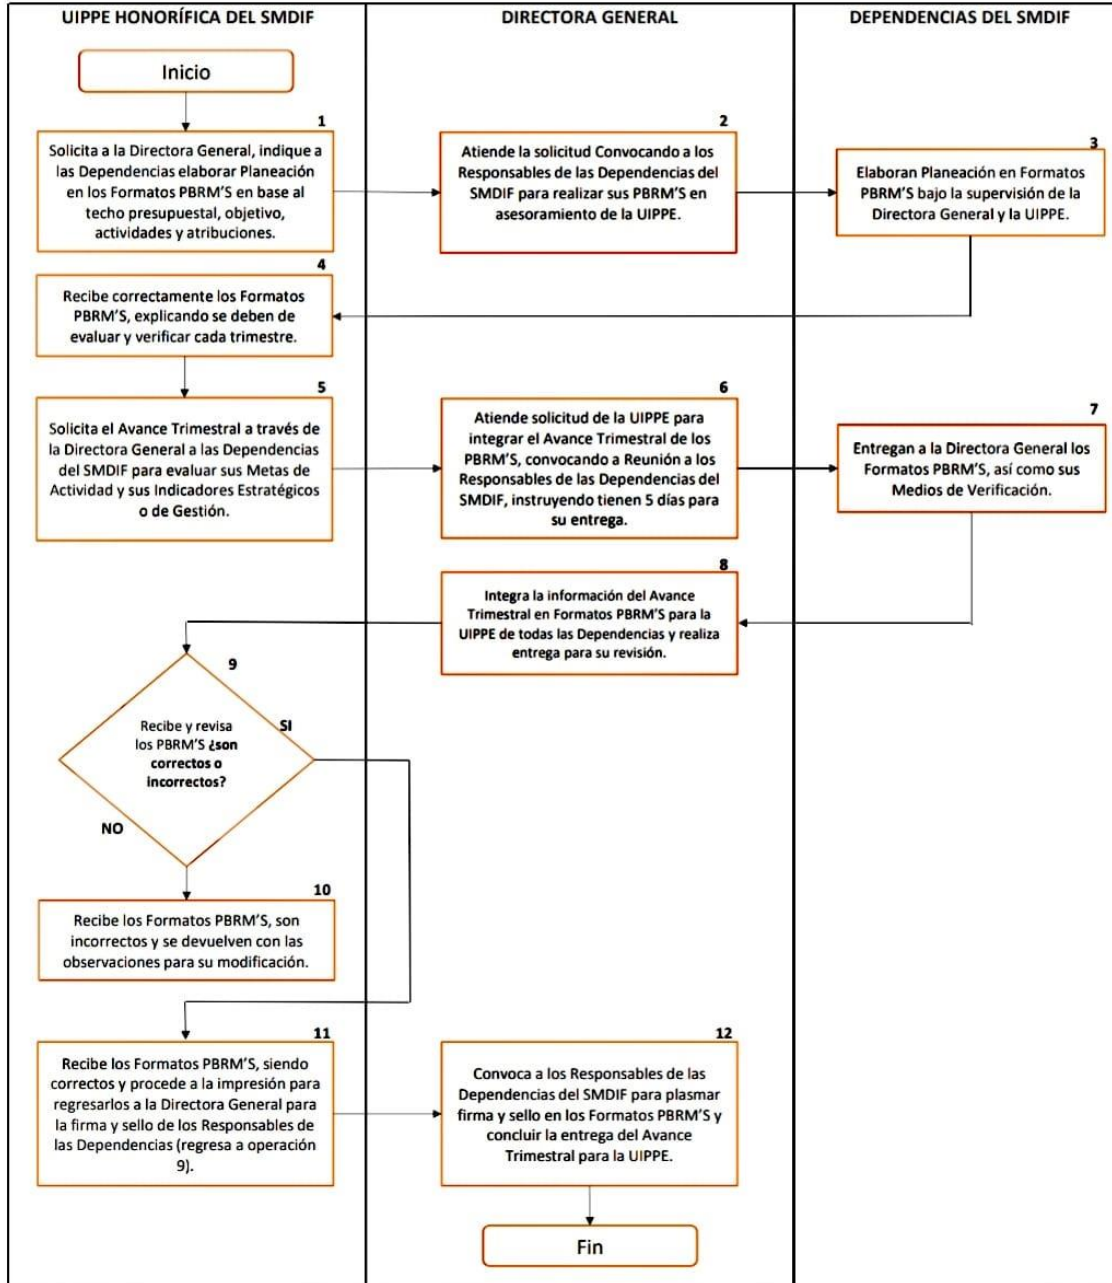 UIPPE HONORÍFICA DEL SMDIF
DIRECTORA GENERAL
DEPENDENCIAS DEL SMDIF
Inicio
1
Solicita a la Directora General, indique a
las Dependencias elaborar Planeación
en los Formatos PBRM'S en base al
techo presupuestal, objetivo,
actividades y atribuciones.
2
Atiende la solicitud Convocando a los
Responsables de las Dependencias del
SMDIF para realizar sus PBRM'S en
asesoramiento de la UIPPE.
3
Elaboran Planeación en Formatos
PBRM'S bajo la supervisión de la
Directora General y la UIPPE.
4
Recibe correctamente los Formatos
PBRM'S, explicando se deben de
evaluar y verificar cada trimestre.
5
Solicita el Avance Trimestral a través de
la Directora General a las Dependencias
del SMDIF para evaluar sus Metas de
Actividad y sus Indicadores Estratégicos
o de Gestión.
6
Atiende solicitud de la UIPPE para
integrar el Avance Trimestral de los
PBRM'S, convocando a Reunión a los
Responsables de las Dependencias del
SMDIF, instruyendo tienen 5 días para
su entrega.
7
Entregan a la Directora General los
Formatos PBRM'S, así como sus
Medios de Verificación.
8
Integra la información del Avance
Trimestral en Formatos PBRM'S para la
UIPPE de todas las Dependencias y realiza
entrega para su revisión.
9
Recibe y revisa
los PBRM'S ¿son
correctos o
incorrectos?
SI
NO
10
Recibe los Formatos PBRM'S, son
incorrectos y se devuelven con las
observaciones para su modificación.
11
Recibe los Formatos PBRM'S, siendo
correctos y procede a la impresión para
regresarlos a la Directora General para
la firma y sello de los Responsables de
las Dependencias (regresa a operación
9).
12
Convoca a los Responsables de las
Dependencias del SMDIF para plasmar
firma y sello en los Formatos PBRM'S y
concluir la entrega del Avance
Trimestral para la UIPPE.
Fin